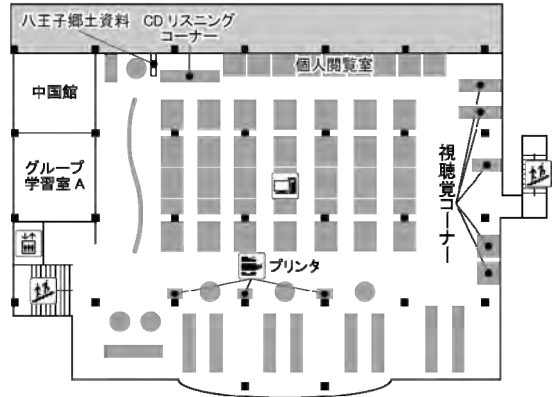 八王子郷土資料
CDリスニング
コーナー
個人閲覧室
中国館
グループ
学習室A
視聴覚コーナー
プリンタ